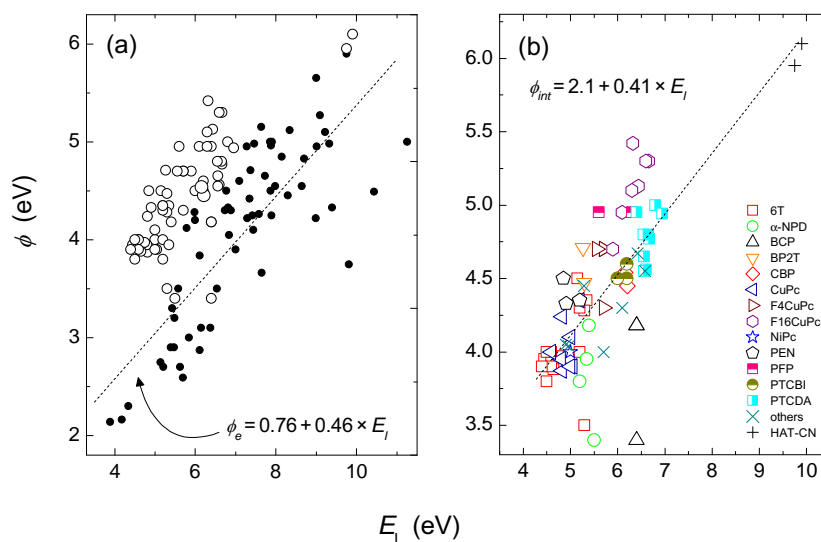 (a)
6
5
4
3
2
4
6
8
10
ϕ (eV)
ϕe = 0.76 + 0.46 × EI
(b)
6.0
5.5
5.0
4.5
4.0
3.5
4
5
6
7
8
9
10
ϕint = 2.1 + 0.41 × EI
6T
α-NPD
BCP
BP2T
CBP
CuPc
F4CuPc
F16CuPc
NiPc
PEN
PFP
PTCBI
PTCDA
others
HAT-CN
EI (eV)